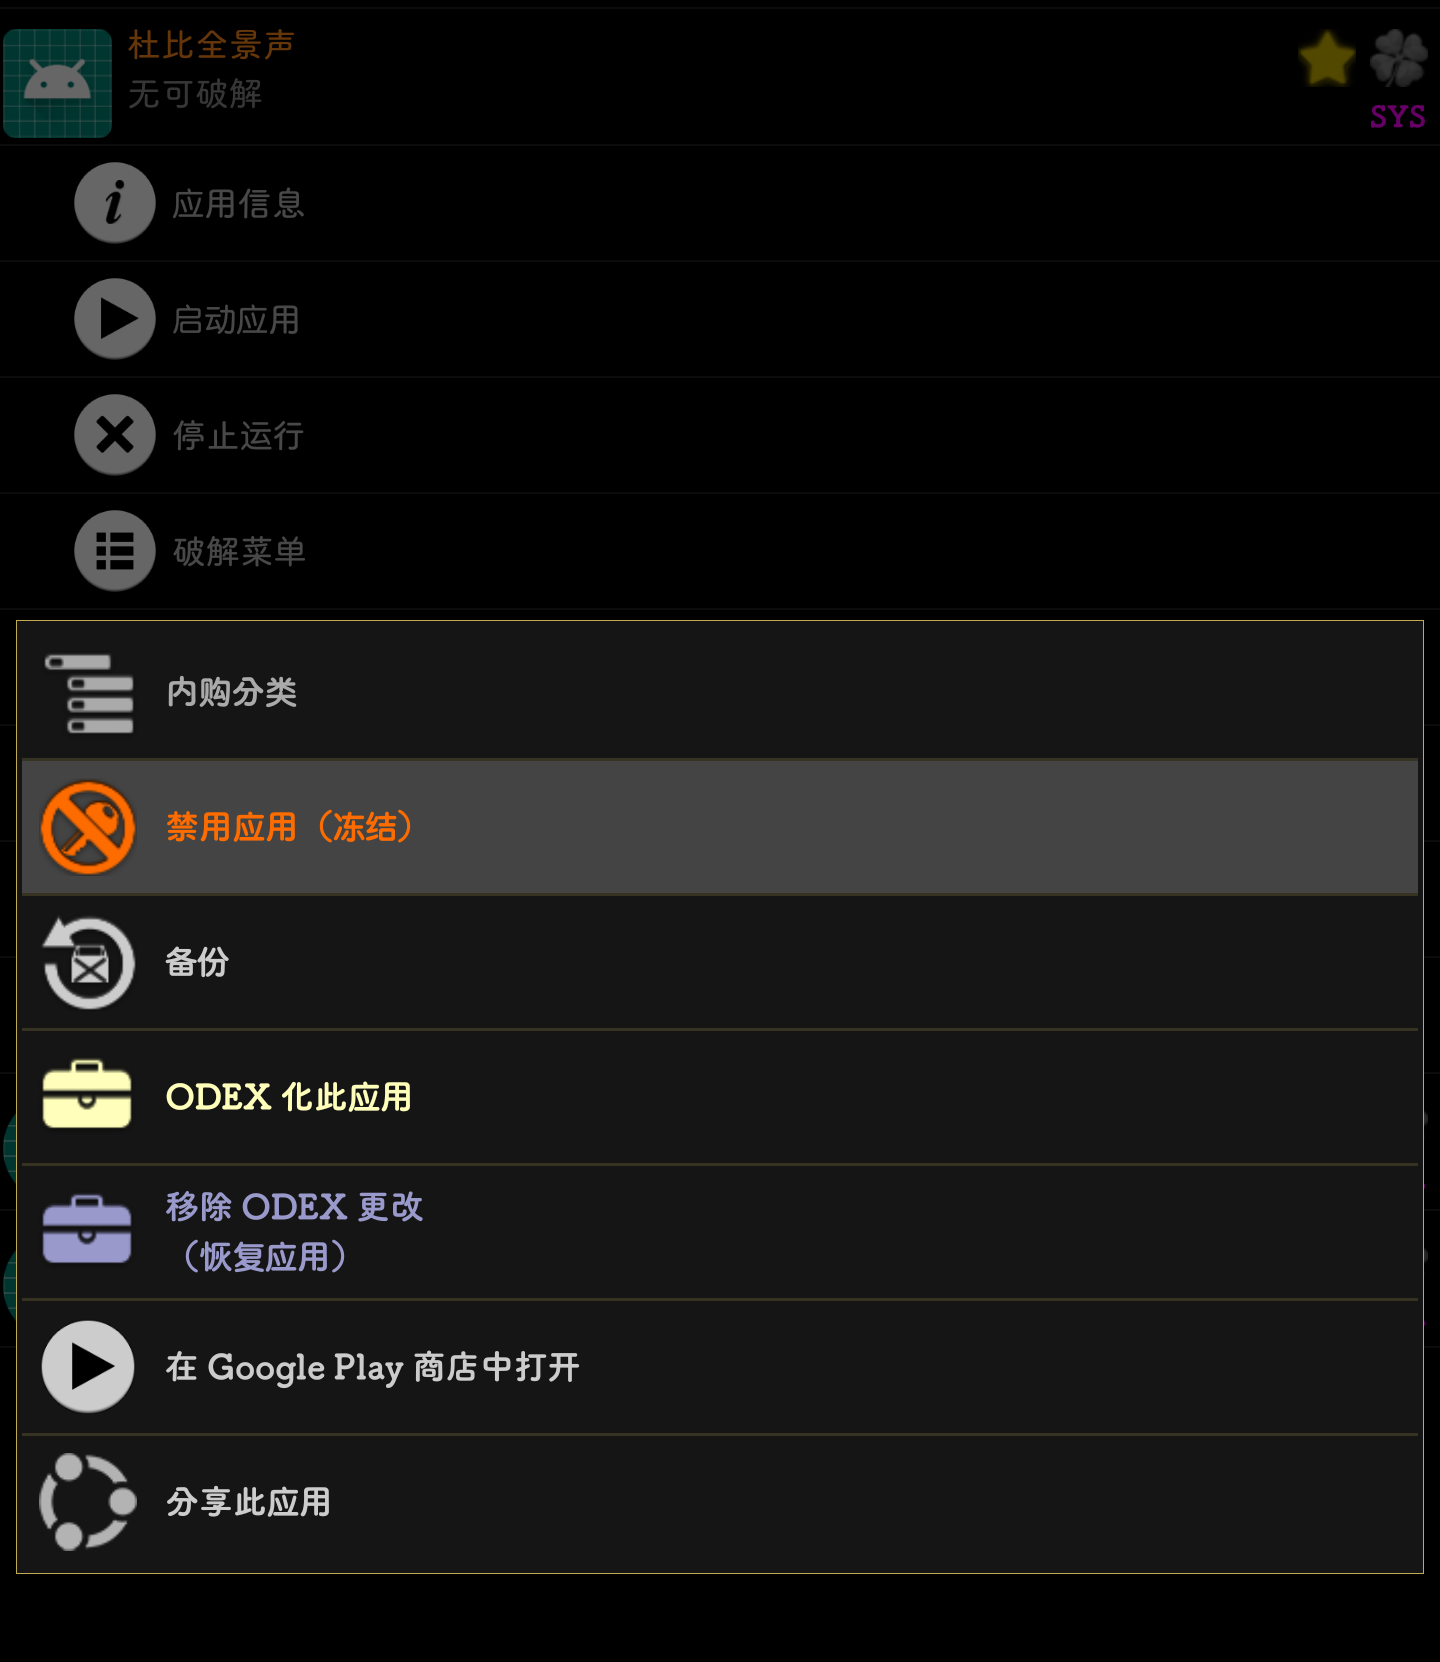 杜比全景声
无可破解
SYS
应用信息
启动应用
停止运行
破解菜单
内购分类
禁用应用（冻结）
备份
ODEX 化此应用
移除 ODEX 更改
（恢复应用）
在 Google Play 商店中打开
分享此应用